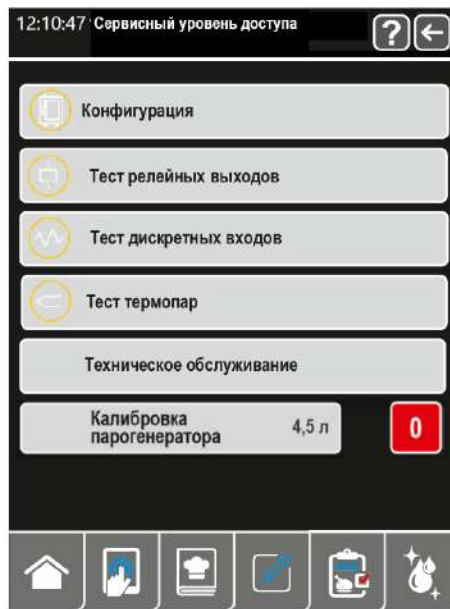 12:10:47 Сервисный уровень доступа
?
Конфигурация
Тест релейных выходов
Тест дискретных входов
Тест термопар
Техническое обслуживание
Калибровка
парогенератора 4,5 л 0